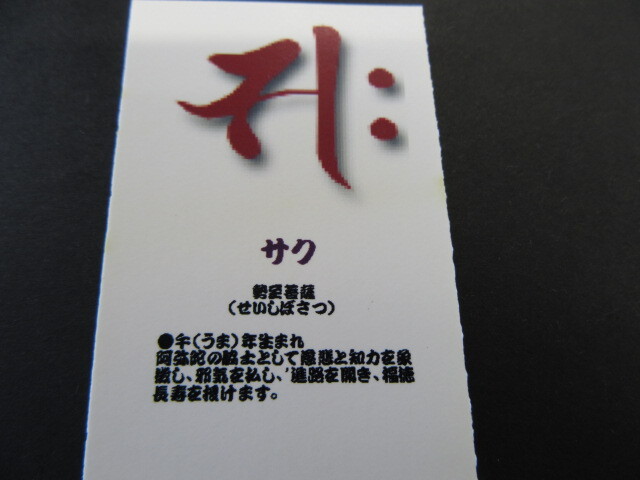 サク
勢至菩薩
（せいしぼさつ）
●午（うま）年生まれ
阿弥陀の脇士として慈悲と知力を象
徴し、邪気を払し、進路を開き、福徳
長寿を授けます。